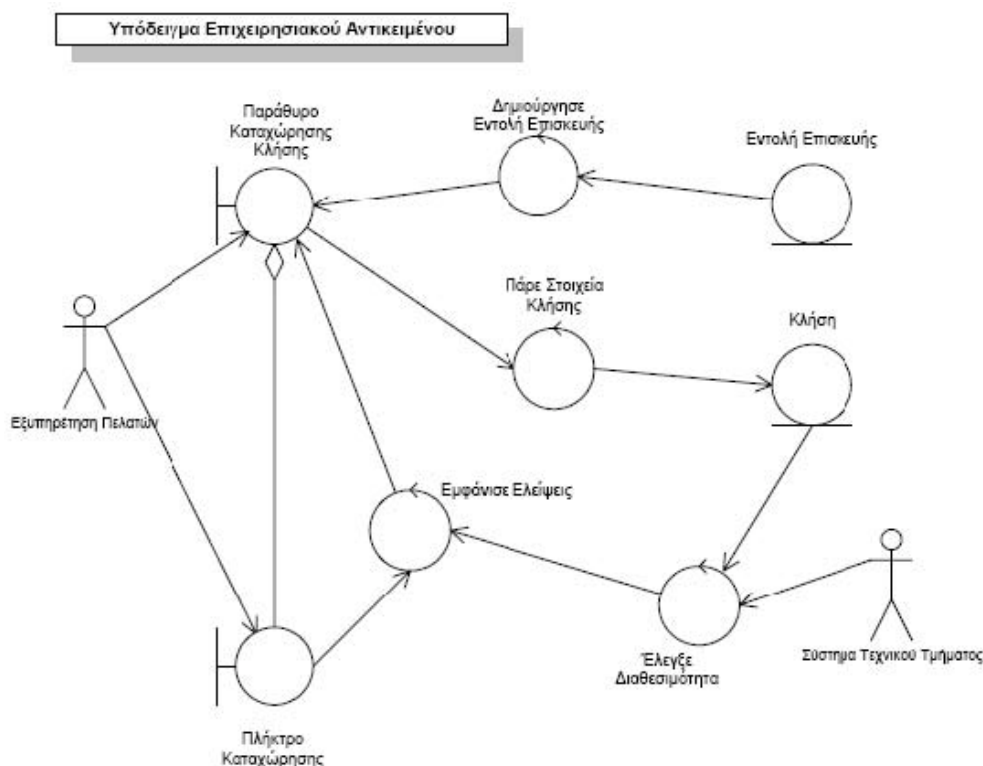 Υπόδειγμα Επιχειρησιακού Αντικειμένου
Παράθυρο
Καταχώρησης
Κλήσης
Δημιούργησε
Εντολή Επισκευής
Εντολή Επισκευής
Πάρε Στοιχεία
Κλήσης
Κλήση
Εξυπηρέτηση Πελατών
Εμφάνισε Ελείψεις
Έλεγξε
Διαθεσιμότητα
Σύστημα Τεχνικού Τμήματος
Πλήκτρο
Καταχώρησης